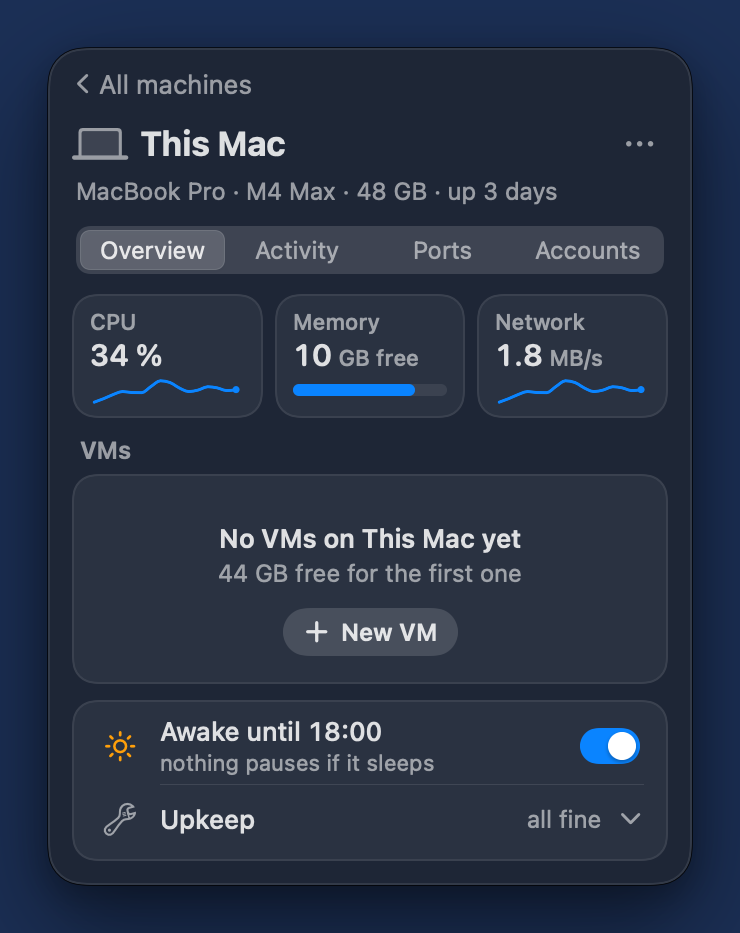 All machines
This Mac
MacBook Pro · M4 Max · 48 GB · up 3 days
Overview Activity Ports Accounts
CPU Memory Network
34 % 10 GB free 1.8 MB/s
VMs
No VMs on This Mac yet
44 GB free for the first one
New VM
Awake until 18:00
nothing pauses if it sleeps
Upkeep all fine